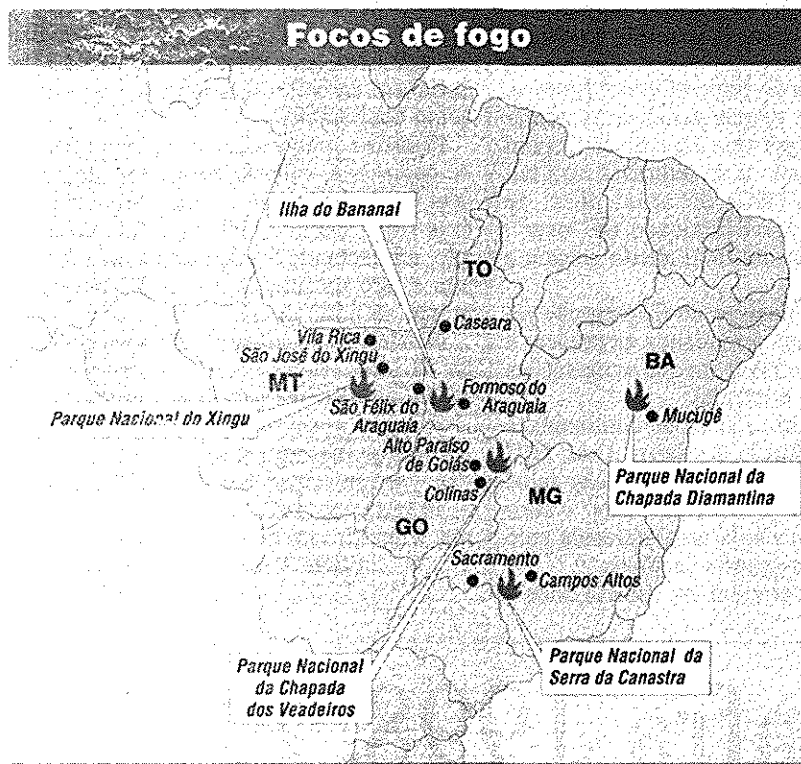 Focos de fogo
Ilha do Bananal
TO
Caseara
Vila Rica
São José do Xingu
MT
BA
Parque Nacional do Xingu
São Félix do
Araguaia
Formoso do
Araguaia
Mucugê
Alto Paraíso
de Goiás
Colinas
MG
Parque Nacional da
Chapada Diamantina
GO
Sacramento
Campos Altos
Parque Nacional
da Chapada
dos Veadeiros
Parque Nacional da
Serra da Canastra